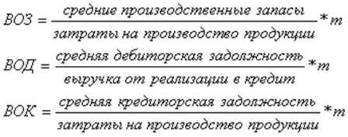 ВОЗ = средние производственные запасы / затраты на производство продукции * m
ВОД = средняя дебиторская задолжность / выручка от реализации в кредит * m
ВОК = средняя кредиторская задолжность / затраты на производство продукции * m